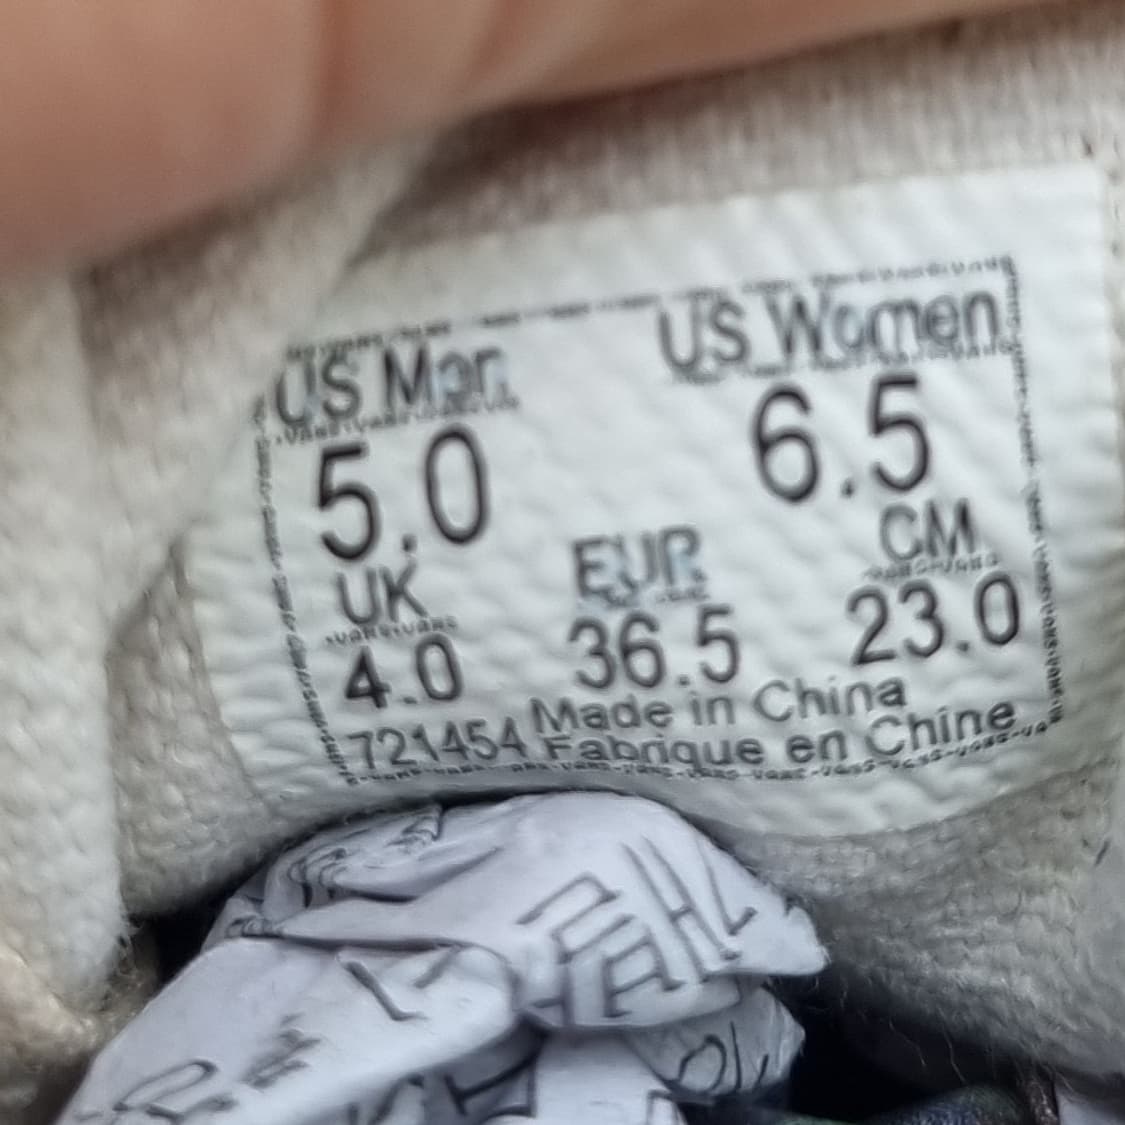 US Men US Women
5.0 6.5
UK EUR CM
4.0 36.5 23.0
Made in China
721454 Fabrique en Chine